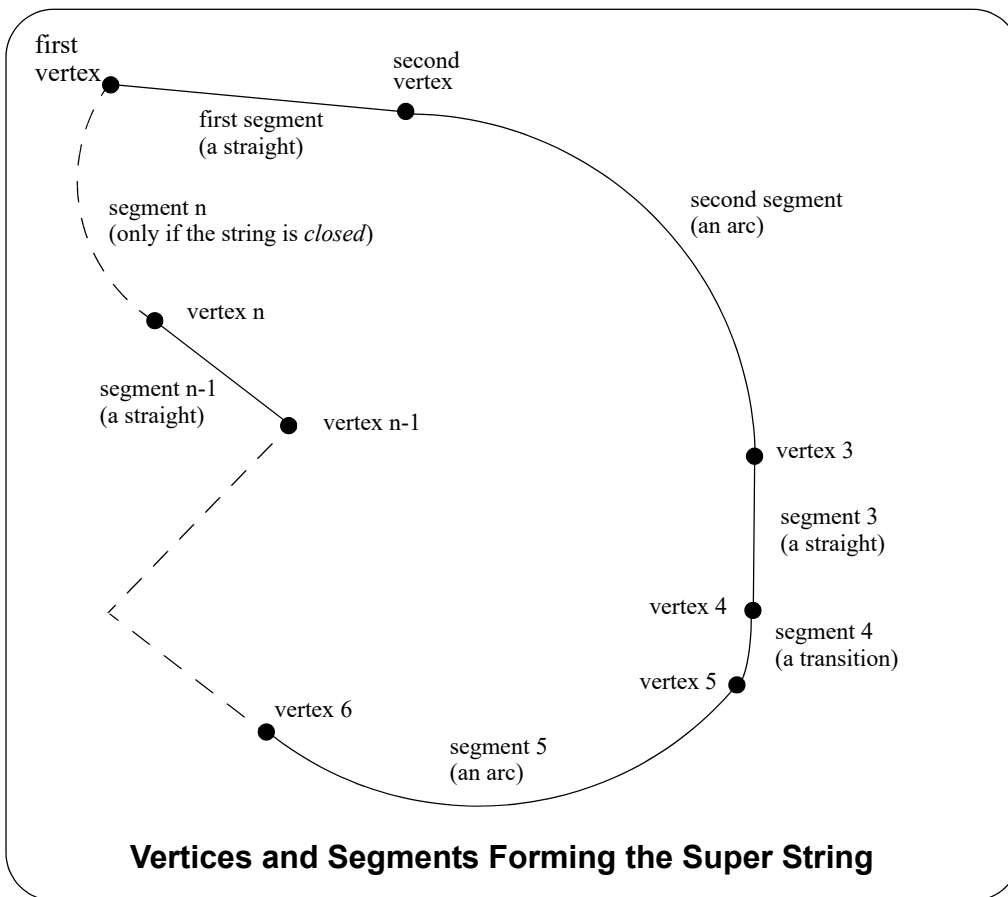 first
vertex
second
vertex
first segment
(a straight)
second segment
(an arc)
segment n
(only if the string is closed)
vertex n
segment n-1
(a straight)
vertex n-1
vertex 3
segment 3
(a straight)
vertex 4
segment 4
(a transition)
vertex 5
vertex 6
segment 5
(an arc)
Vertices and Segments Forming the Super String